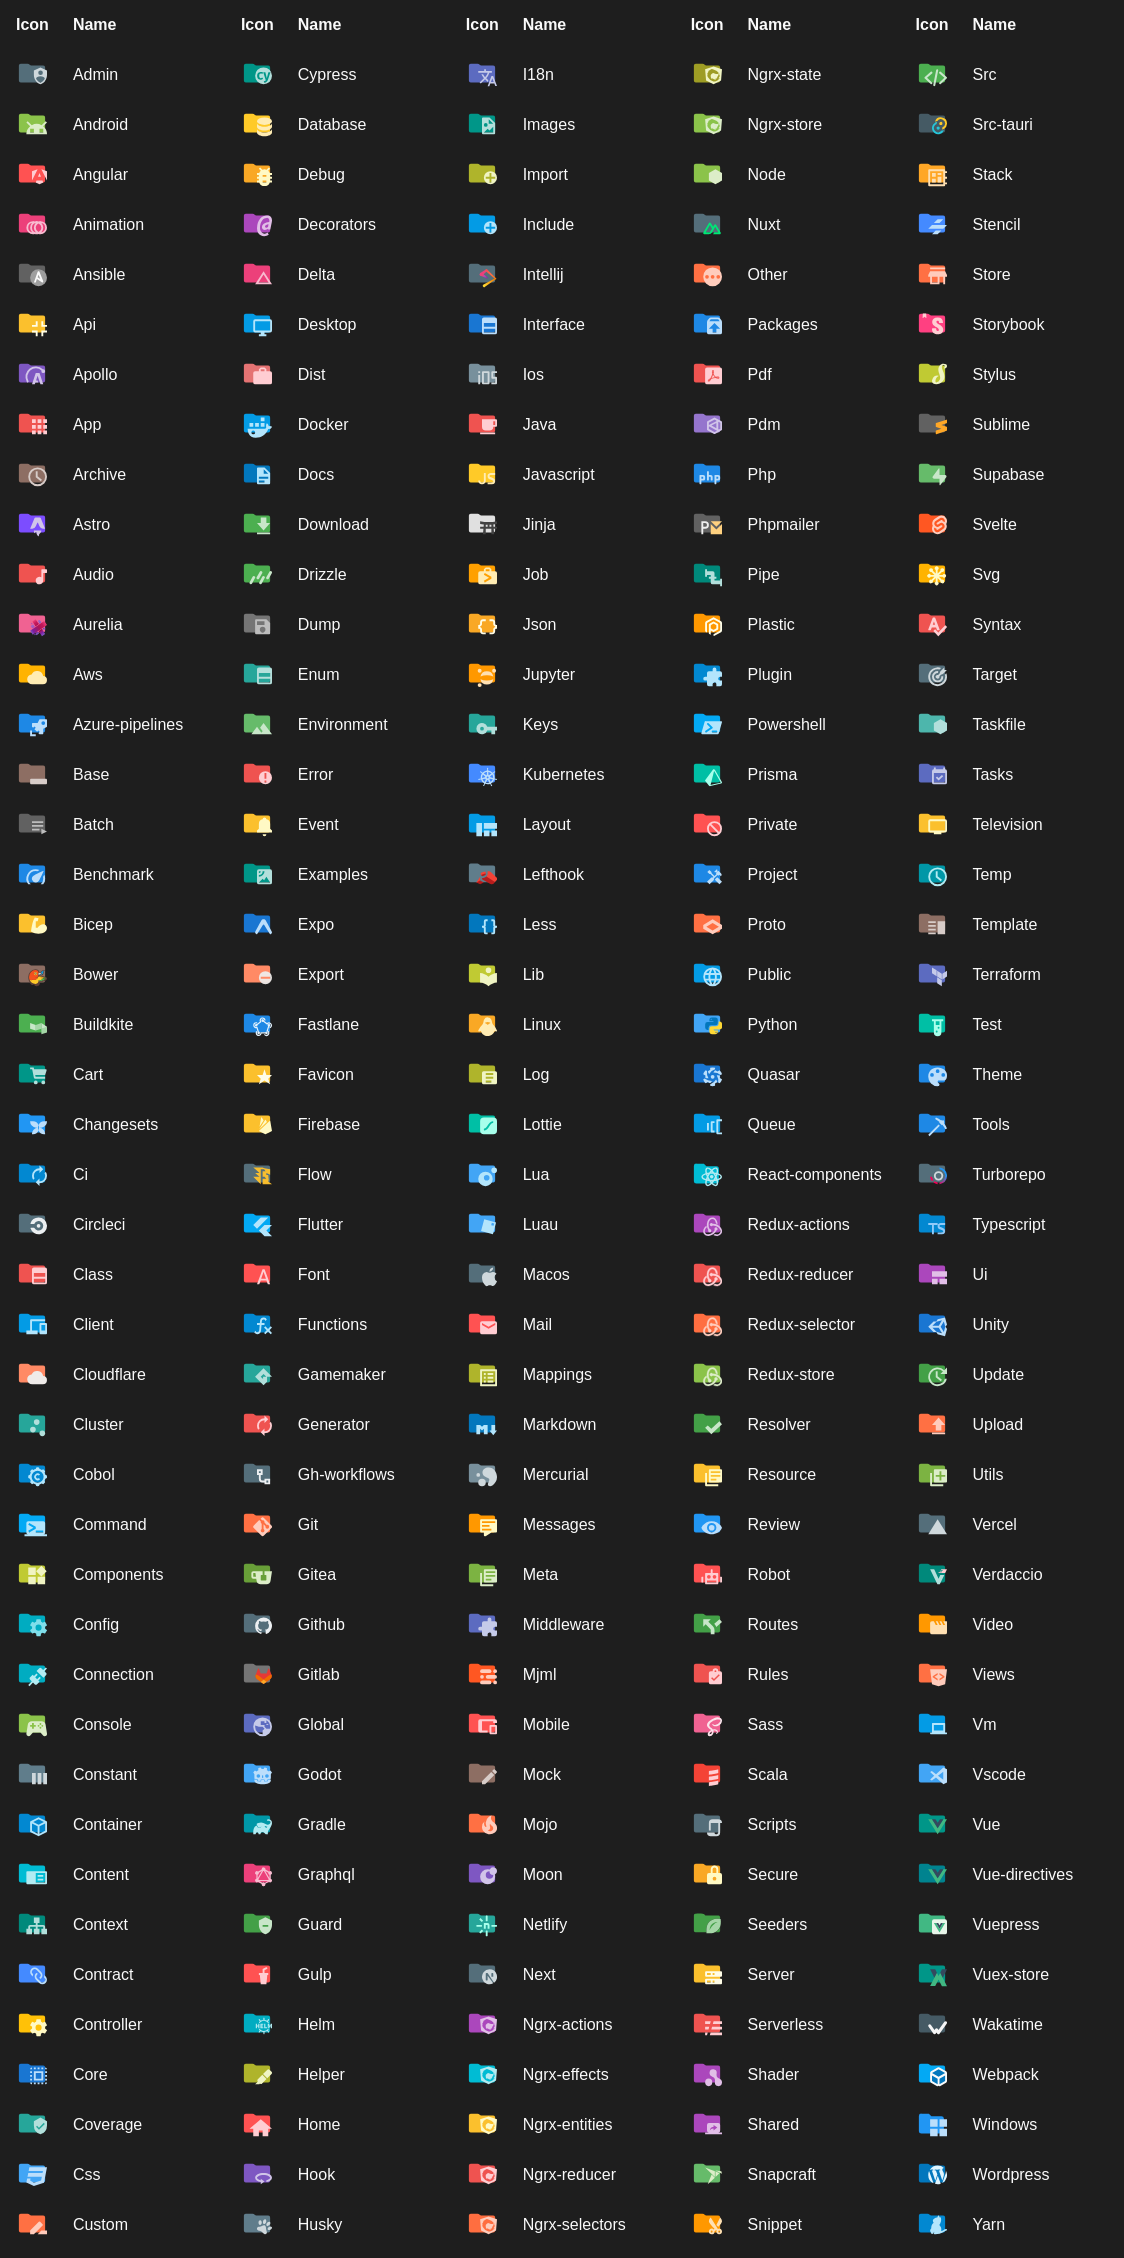 Icon Name Icon Name Icon Name Icon Name Icon Name
Admin Cypress I18n Ngrx-state Src
Android Database Images Ngrx-store Src-tauri
Angular Debug Import Node Stack
Animation Decorators Include Nuxt Stencil
Ansible Delta Intellij Other Store
Api Desktop Interface Packages Storybook
Apollo Dist Ios Pdf Stylus
App Docker Java Pdm Sublime
Archive Docs Javascript Php Supabase
Astro Download Jinja Phpmailer Svelte
Audio Drizzle Job Pipe Svg
Aurelia Dump Json Plastic Syntax
Aws Enum Jupyter Plugin Target
Azure-pipelines Environment Keys Powershell Taskfile
Base Error Kubernetes Prisma Tasks
Batch Event Layout Private Television
Benchmark Examples Lefthook Project Temp
Bicep Expo Less Proto Template
Bower Export Lib Public Terraform
Buildkite Fastlane Linux Python Test
Cart Favicon Log Quasar Theme
Changesets Firebase Lottie Queue Tools
Ci Flow Lua React-components Turborepo
Circleci Flutter Luau Redux-actions Typescript
Class Font Macos Redux-reducer Ui
Client Functions Mail Redux-selector Unity
Cloudflare Gamemaker Mappings Redux-store Update
Cluster Generator Markdown Resolver Upload
Cobol Gh-workflows Mercurial Resource Utils
Command Git Messages Review Vercel
Components Gitea Meta Robot Verdaccio
Config Github Middleware Routes Video
Connection Gitlab Mjml Rules Views
Console Global Mobile Sass Vm
Constant Godot Mock Scala Vscode
Container Gradle Mojo Scripts Vue
Content Graphql Moon Secure Vue-directives
Context Guard Netlify Seeders Vuepress
Contract Gulp Next Server Vuex-store
Controller Helm Ngrx-actions Serverless Wakatime
Core Helper Ngrx-effects Shader Webpack
Coverage Home Ngrx-entities Shared Windows
Css Hook Ngrx-reducer Snapcraft Wordpress
Custom Husky Ngrx-selectors Snippet Yarn